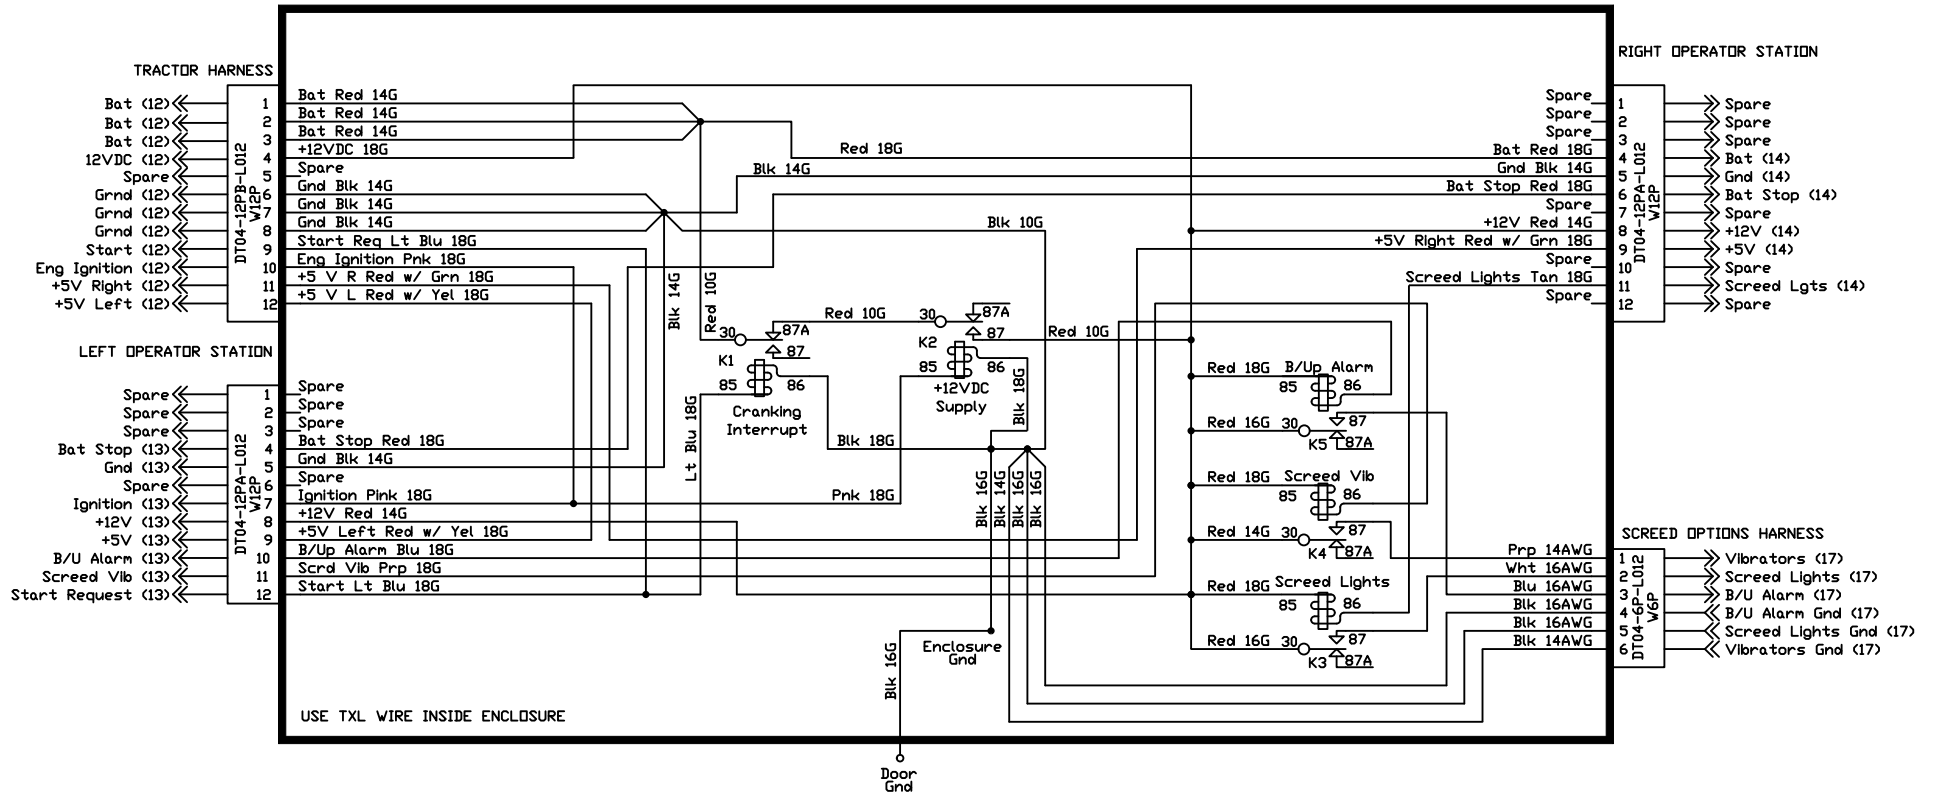 TRACTOR HARNESS
Bat (12)
Bat (12)
Bat (12)
12VDC (12)
Spare
Grnd (12)
Grnd (12)
Grnd (12)
Start (12)
Eng Ignition (12)
+5V Right (12)
+5V Left (12)
DT04-12PB-L012
W12P
1
2
3
4
5
6
7
8
9
10
11
12
Bat Red 14G
Bat Red 14G
Bat Red 14G
+12VDC 18G
Spare
Gnd Blk 14G
Gnd Blk 14G
Gnd Blk 14G
Start Req Lt Blu 18G
Eng Ignition Pnk 18G
+5 V R Red w/ Grn 18G
+5 V L Red w/ Yel 18G
LEFT OPERATOR STATION
Spare
Spare
Spare
Bat Stop (13)
Gnd (13)
Spare
Ignition (13)
+12V (13)
+5V (13)
B/U Alarm (13)
Screed Vib (13)
Start Request (13)
DT04-12PA-L012
W12P
1
2
3
4
5
6
7
8
9
10
11
12
Spare
Spare
Spare
Bat Stop Red 18G
Gnd Blk 14G
Spare
Ignition Pink 18G
+12V Red 14G
+5V Left Red w/ Yel 18G
B/Up Alarm Blu 18G
Scrd Vib Prp 18G
Start Lt Blu 18G
Red 18G
Blk 14G
Blk 10G
Blk 14G
Red 10G
30
87A
87
K1
85
86
Cranking
Interrupt
Lt Blu 18G
Red 10G
30
87A
87
K2
85
86
+12VDC
Supply
Red 10G
Blk 18G
Blk 18G
Pnk 18G
Blk 16G
Blk 14G
Blk 16G
Blk 16G
Enclosure
Gnd
Blk 16G
Door
Gnd
Red 18G
B/Up Alarm
85
86
Red 16G
30
87
K5
87A
Red 18G
Screed Vib
85
86
Red 14G
30
87
K4
87A
Red 18G
Screed Lights
85
86
Red 16G
30
87
K3
87A
RIGHT OPERATOR STATION
Spare
Spare
Spare
Bat Red 18G
Gnd Blk 14G
Bat Stop Red 18G
Spare
+12V Red 14G
+5V Right Red w/ Grn 18G
Spare
Screed Lights Tan 18G
Spare
1
2
3
4
5
6
7
8
9
10
11
12
DT04-12PA-L012
W12P
Spare
Spare
Spare
Bat (14)
Gnd (14)
Bat Stop (14)
Spare
+12V (14)
+5V (14)
Spare
Screed Lgts (14)
Spare
SCREED OPTIONS HARNESS
Prp 14AWG
Wht 16AWG
Blu 16AWG
Blk 16AWG
Blk 16AWG
Blk 14AWG
1
2
3
4
5
6
DT04-6P-L012
W6P
Vibrators (17)
Screed Lights (17)
B/U Alarm (17)
B/U Alarm Gnd (17)
Screed Lights Gnd (17)
Vibrators Gnd (17)
USE TXL WIRE INSIDE ENCLOSURE